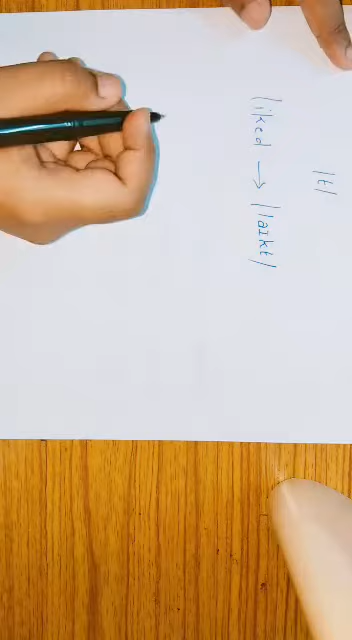 /t/
liked → /laɪkt/